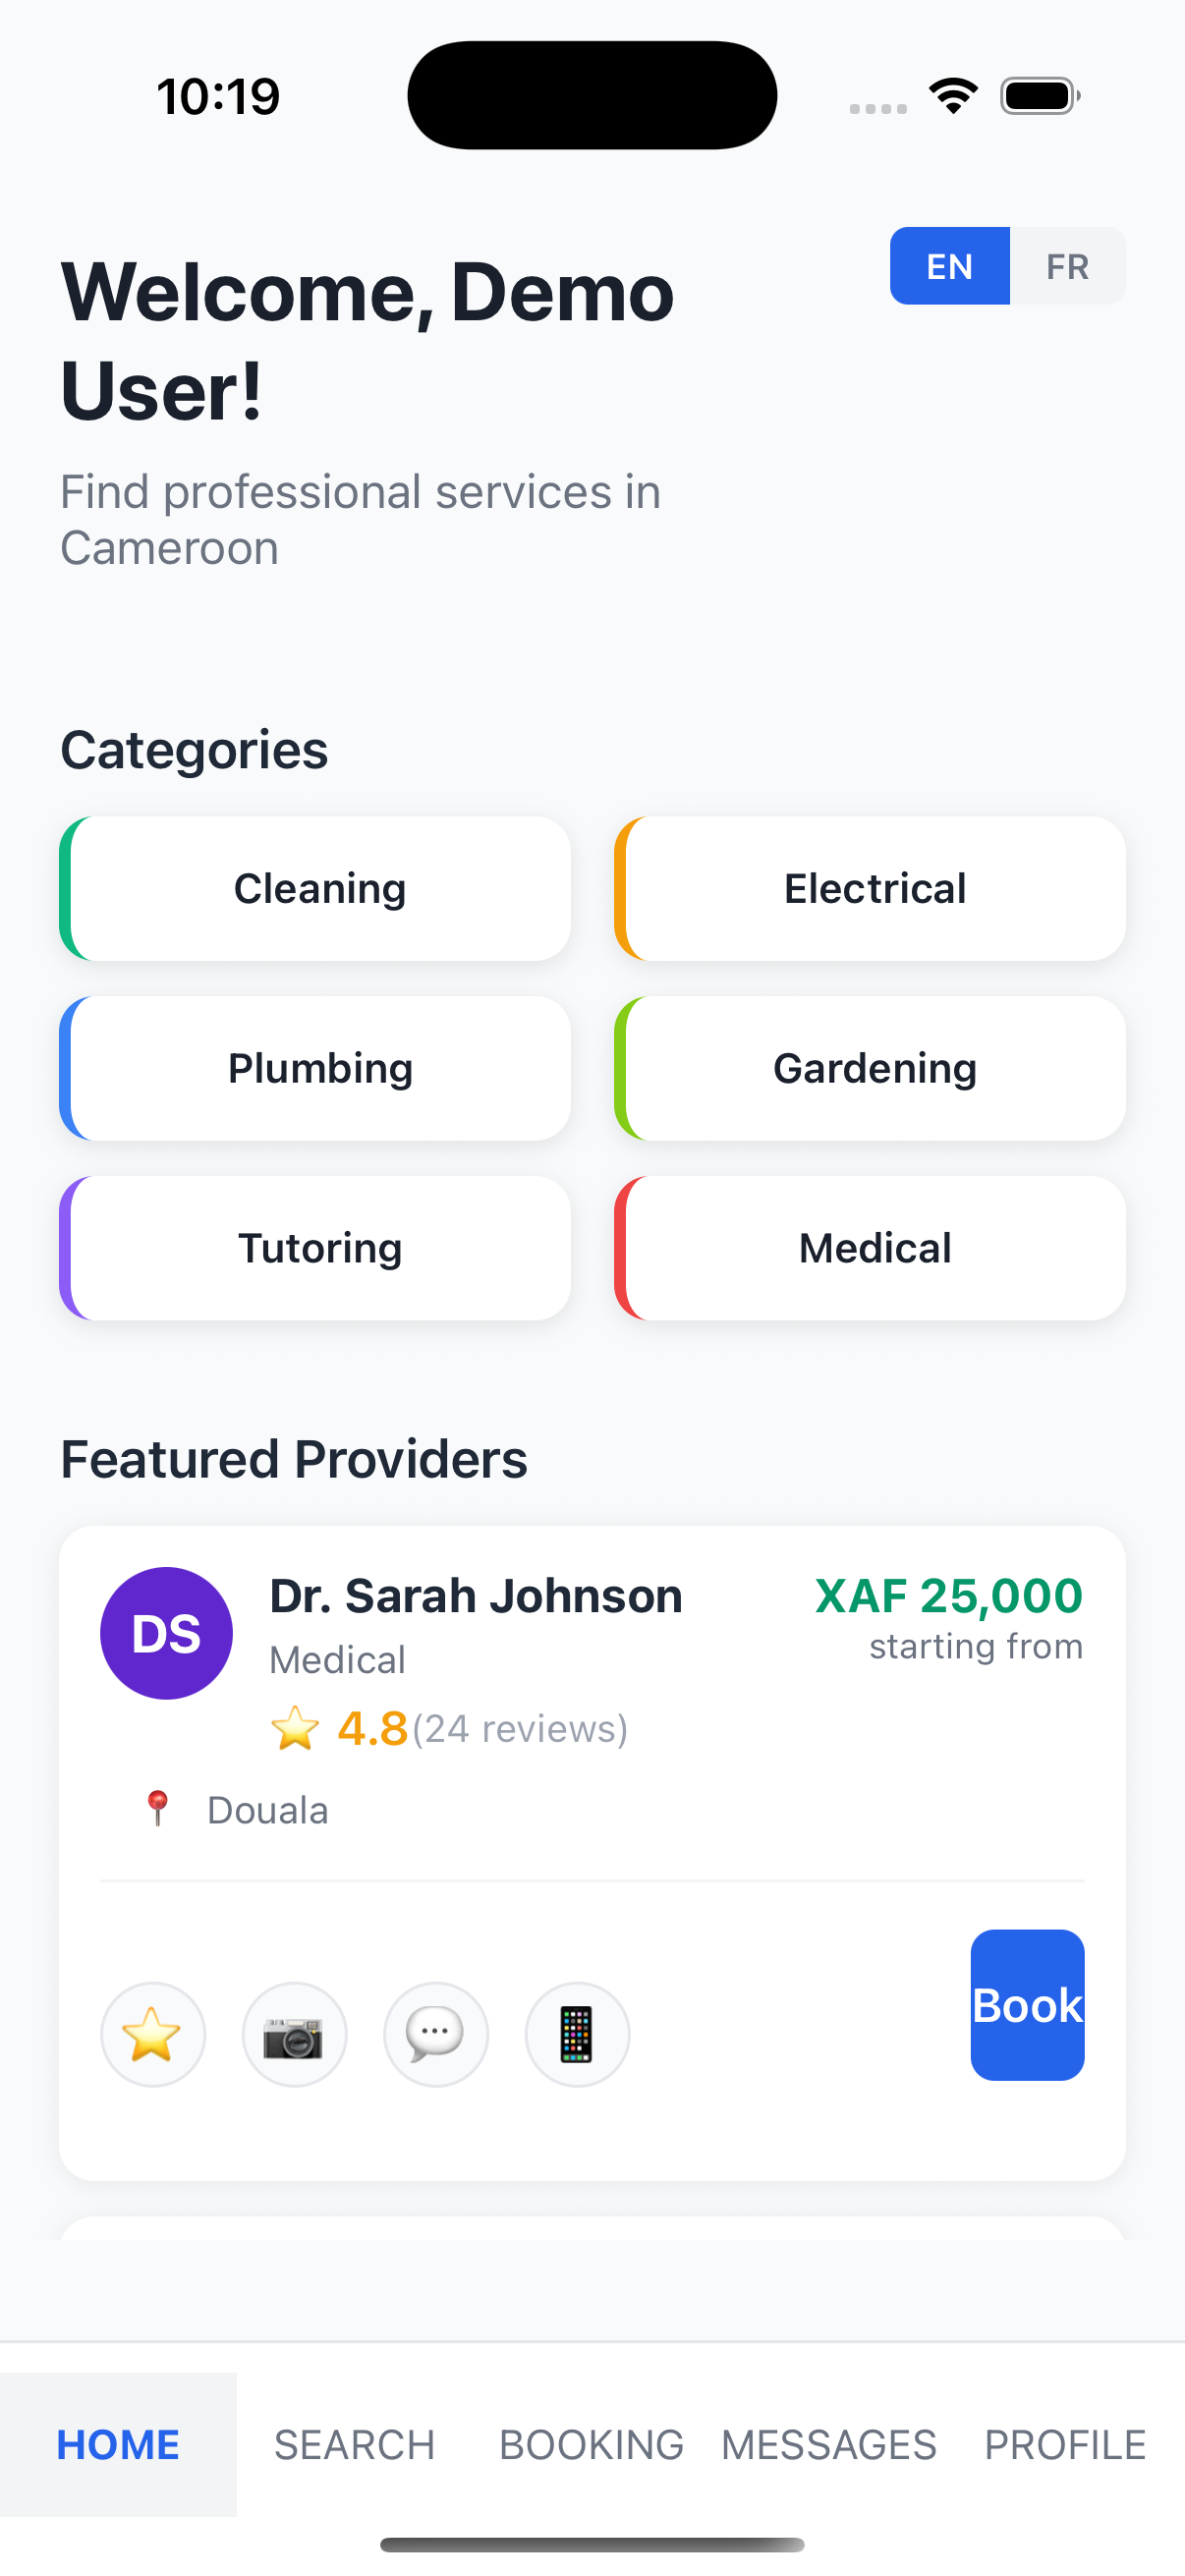 10:19
EN FR
Welcome, Demo
User!
Find professional services in
Cameroon
Categories
Cleaning
Electrical
Plumbing
Gardening
Tutoring
Medical
Featured Providers
DS
Dr. Sarah Johnson
XAF 25,000
Medical
starting from
4.8(24 reviews)
Douala
Book
HOME SEARCH BOOKING MESSAGES PROFILE